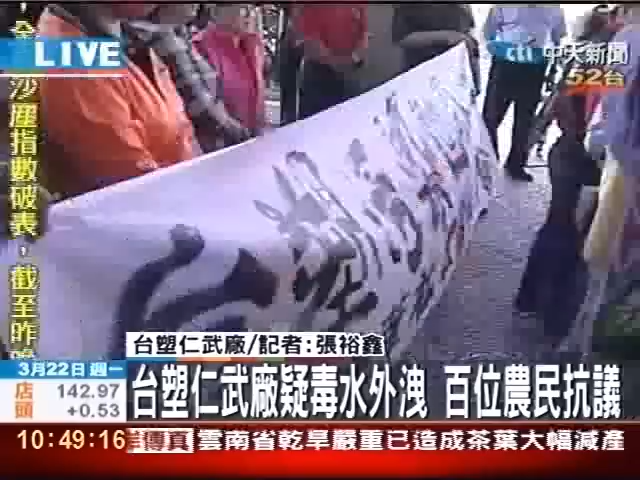 LIVE
cti 中天新聞
52台
沙塵指數破表，截至昨晚
台塑仁武廠/記者:張裕鑫
3月22日 週一
店頭 142.97 +0.53
台塑仁武廠疑毒水外洩 百位農民抗議
10:49:16
傳真 雲南省乾旱嚴重已造成茶葉大幅減產